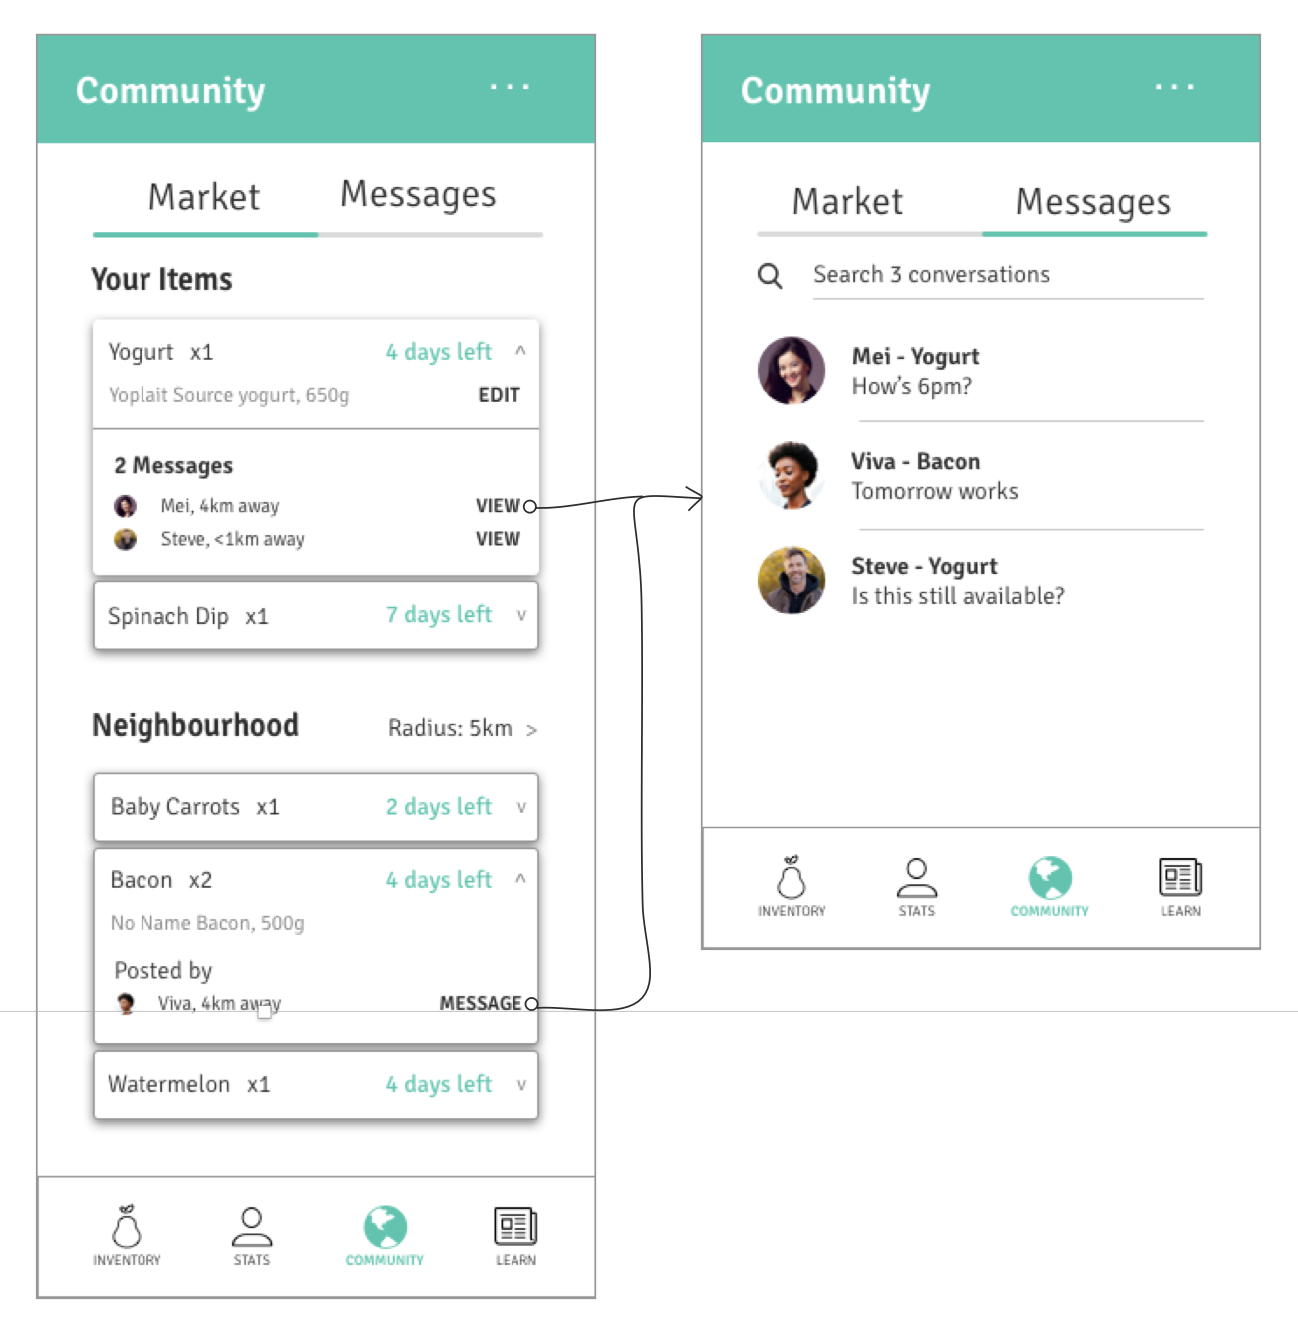 Community ...
Market Messages
Your Items
Yogurt x1 4 days left ^
Yoplait Source yogurt, 650g EDIT
2 Messages
Mei, 4km away VIEW
Steve, <1km away VIEW
Spinach Dip x1 7 days left v
Neighbourhood Radius: 5km >
Baby Carrots x1 2 days left v
Bacon x2 4 days left ^
No Name Bacon, 500g
Posted by
Viva, 4km away MESSAGE
Watermelon x1 4 days left v
INVENTORY STATS COMMUNITY LEARN
Community ...
Market Messages
Search 3 conversations
Mei - Yogurt
How’s 6pm?
Viva - Bacon
Tomorrow works
Steve - Yogurt
Is this still available?
INVENTORY STATS COMMUNITY LEARN